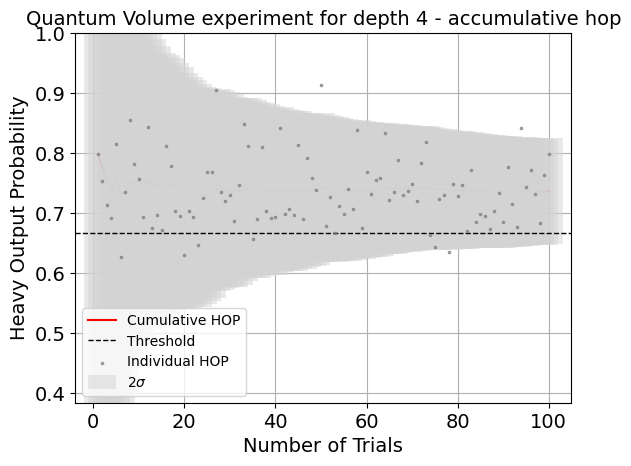 Quantum Volume experiment for depth 4 - accumulative hop
1.0
0.9
0.8
0.7
0.6
0.5
0.4
Heavy Output Probability
Cumulative HOP
Threshold
Individual HOP
2σ
0 20 40 60 80 100
Number of Trials